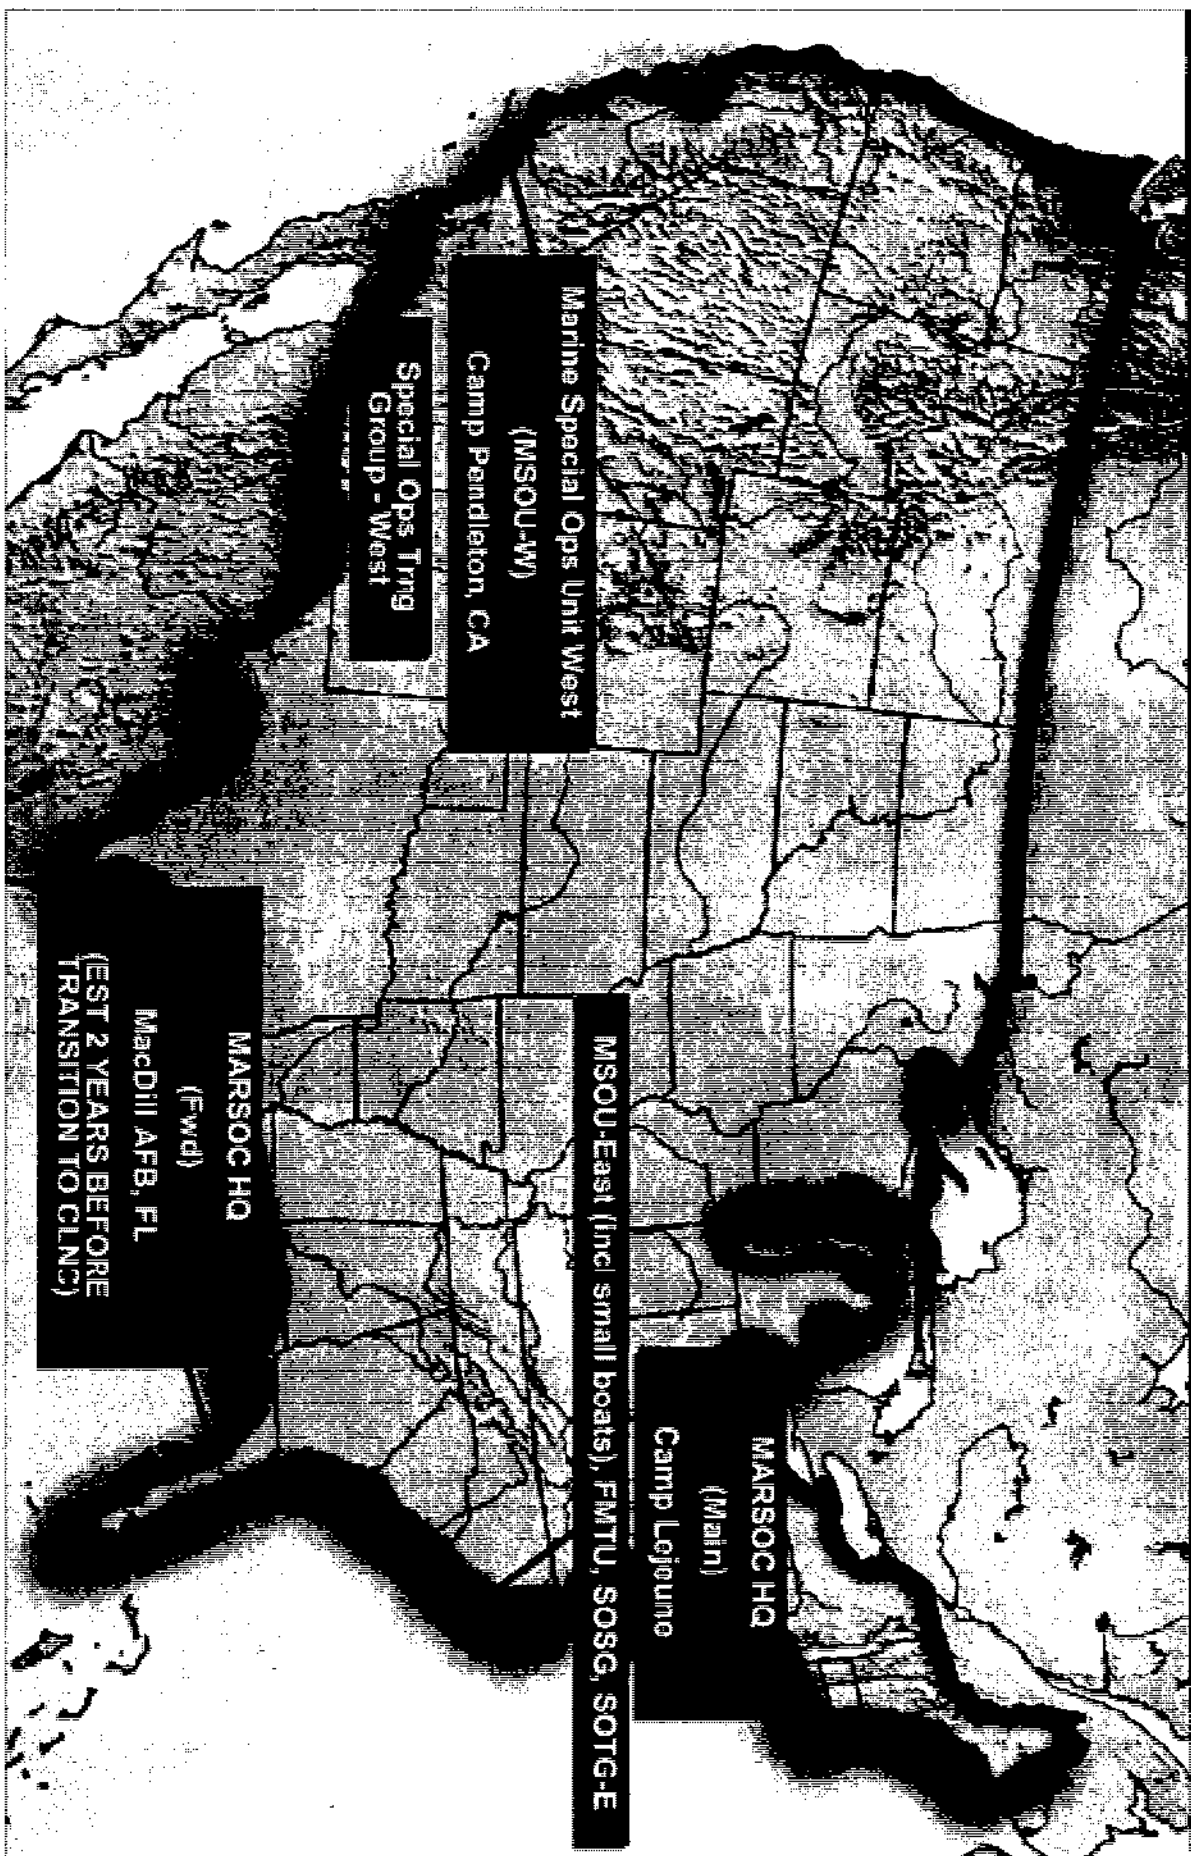 Marine Special Ops Unit West
(MSOU-W)
Camp Pendleton, CA
Special Ops Trng
Group - West
MARSOC HQ
(Main)
Camp Lejeune
MSOU-East (incl small boats), FMTU, SOSG, SOTG-E
MARSOC HQ
(Fwd)
MacDill AFB, FL
(EST 2 YEARS BEFORE
TRANSITION TO CLNC)